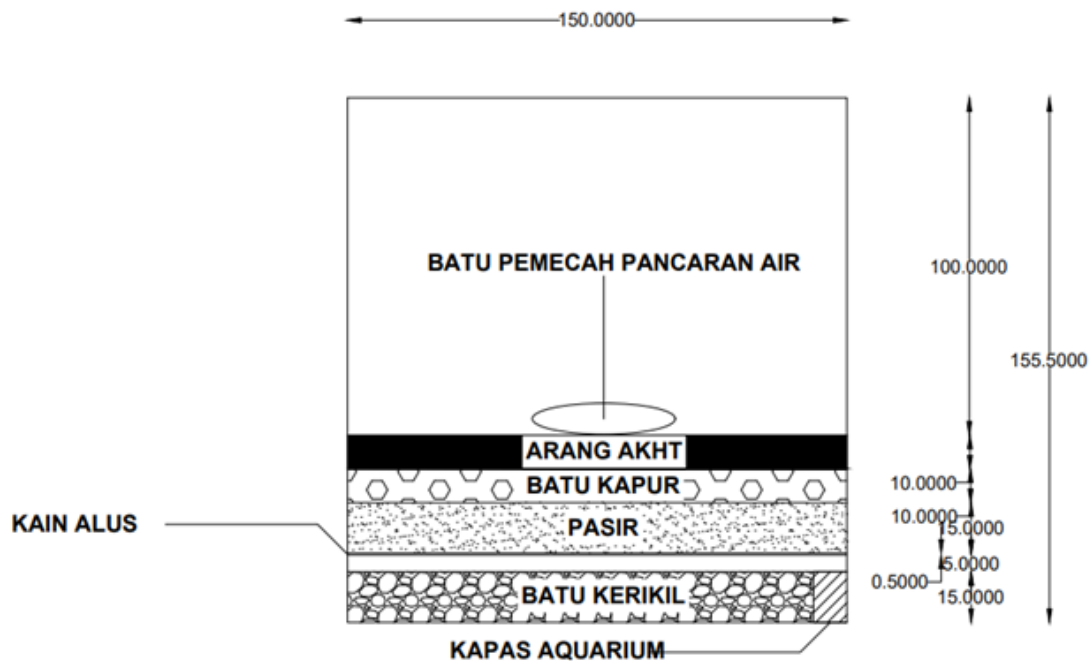 150.0000
BATU PEMECAH PANCARAN AIR
100.0000
155.5000
ARANG AKHT
BATU KAPUR
10.0000
10.0000
KAIN ALUS
PASIR
15.0000
5.0000
0.5000
BATU KERIKIL
15.0000
KAPAS AQUARIUM